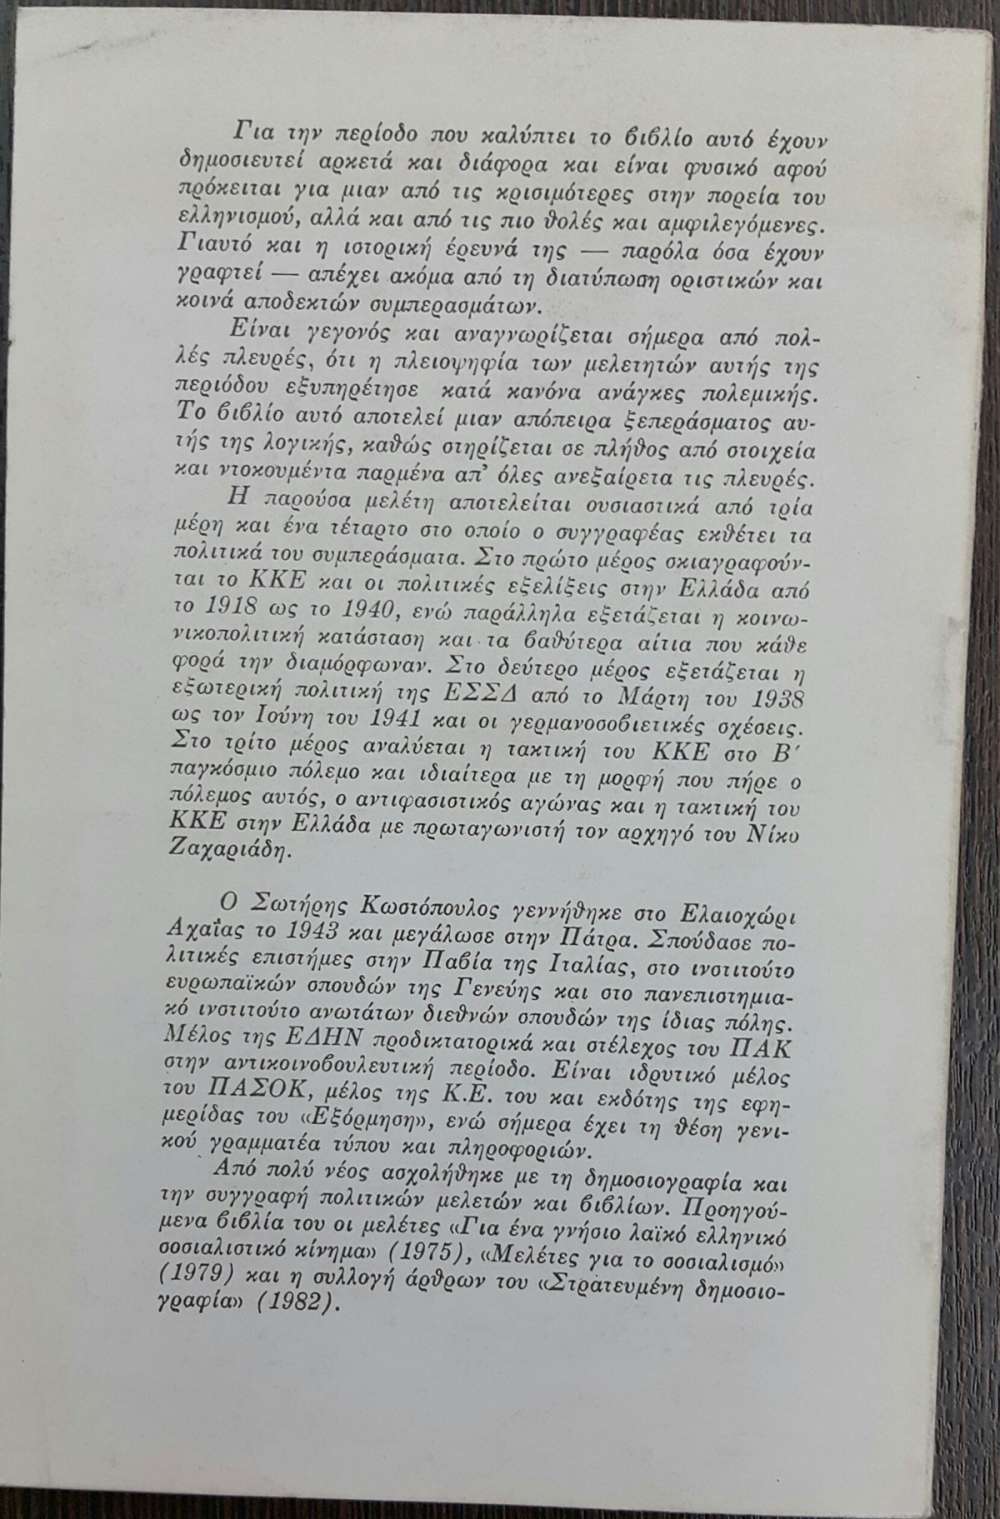 Για την περίοδο που καλύπτει το βιβλίο αυτό έχουν
δημοσιευτεί αρκετά και διάφορα και είναι φυσικό αφού
πρόκειται για μιαν από τις κρισιμότερες στην πορεία του
ελληνισμού, αλλά και από τις πιο θολές και αμφιλεγόμενες.
Γιαυτό και η ιστορική έρευνά της — παρόλα όσα έχουν
γραφτεί — απέχει ακόμα από τη διατύπωση οριστικών και
κοινά αποδεκτών συμπερασμάτων.
Είναι γεγονός και αναγνωρίζεται σήμερα από πολ-
λές πλευρές, ότι η πλειοψηφία των μελετητών αυτής της
περιόδου εξυπηρέτησε κατά κανόνα ανάγκες πολεμικής.
Το βιβλίο αυτό αποτελεί μιαν απόπειρα ξεπεράσματος αυ-
τής της λογικής, καθώς στηρίζεται σε πλήθος από στοιχεία
και ντοκουμέντα παρμένα απ' όλες ανεξαίρετα τις πλευρές.
Η παρούσα μελέτη αποτελείται ουσιαστικά από τρία
μέρη και ένα τέταρτο στο οποίο ο συγγραφέας εκθέτει τα
πολιτικά του συμπεράσματα. Στο πρώτο μέρος σκιαγραφούν-
ται το ΚΚΕ και οι πολιτικές εξελίξεις στην Ελλάδα από
το 1918 ως το 1940, ενώ παράλληλα εξετάζεται η κοινω-
νικοπολιτική κατάσταση και τα βαθύτερα αίτια που κάθε
φορά την διαμόρφωναν. Στο δεύτερο μέρος εξετάζεται η
εξωτερική πολιτική της ΕΣΣΔ από το Μάρτη του 1938
ως τον Ιούνη του 1941 και οι γερμανοσοβιετικές σχέσεις.
Στο τρίτο μέρος αναλύεται η τακτική του ΚΚΕ στο Β'
παγκόσμιο πόλεμο και ιδιαίτερα με τη μορφή που πήρε ο
πόλεμος αυτός, ο αντιφασιστικός αγώνας και η τακτική του
ΚΚΕ στην Ελλάδα με πρωταγωνιστή τον αρχηγό του Νίκο
Ζαχαριάδη.
Ο Σωτήρης Κωστόπουλος γεννήθηκε στο Ελαιοχώρι
Αχαΐας το 1943 και μεγάλωσε στην Πάτρα. Σπούδασε πο-
λιτικές επιστήμες στην Παβία της Ιταλίας, στο ινστιτούτο
ευρωπαϊκών σπουδών της Γενεύης και στο πανεπιστημια-
κό ινστιτούτο ανωτάτων διεθνών σπουδών της ίδιας πόλης.
Μέλος της ΕΔΗΝ προδικτατορικά και στέλεχος του ΠΑΚ
στην αντικοινοβουλευτική περίοδο. Είναι ιδρυτικό μέλος
του ΠΑΣΟΚ, μέλος της Κ.Ε. του και εκδότης της εφη-
μερίδας του «Εξόρμηση», ενώ σήμερα έχει τη θέση γενι-
κού γραμματέα τύπου και πληροφοριών.
Από πολύ νέος ασχολήθηκε με τη δημοσιογραφία και
την συγγραφή πολιτικών μελετών και βιβλίων. Προηγού-
μενα βιβλία του οι μελέτες «Για ένα γνήσιο λαϊκό ελληνικό
σοσιαλιστικό κίνημα» (1975), «Μελέτες για το σοσιαλισμό»
(1979) και η συλλογή άρθρων του «Στρατευμένη δημοσιο-
γραφία» (1982).